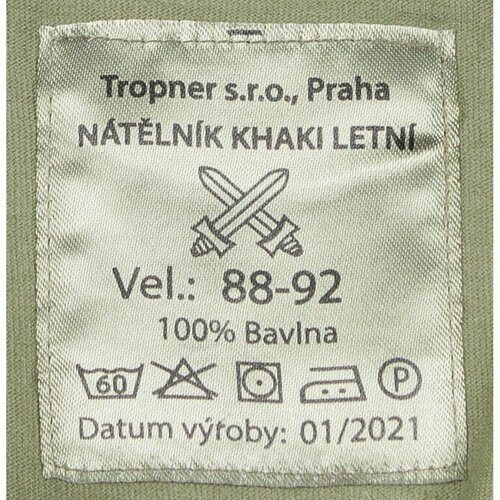 Tropner s.r.o., Praha
NÁTĚLNÍK KHAKI LETNÍ
Vel.: 88-92
100% Bavlna
60 P
Datum výroby: 01/2021